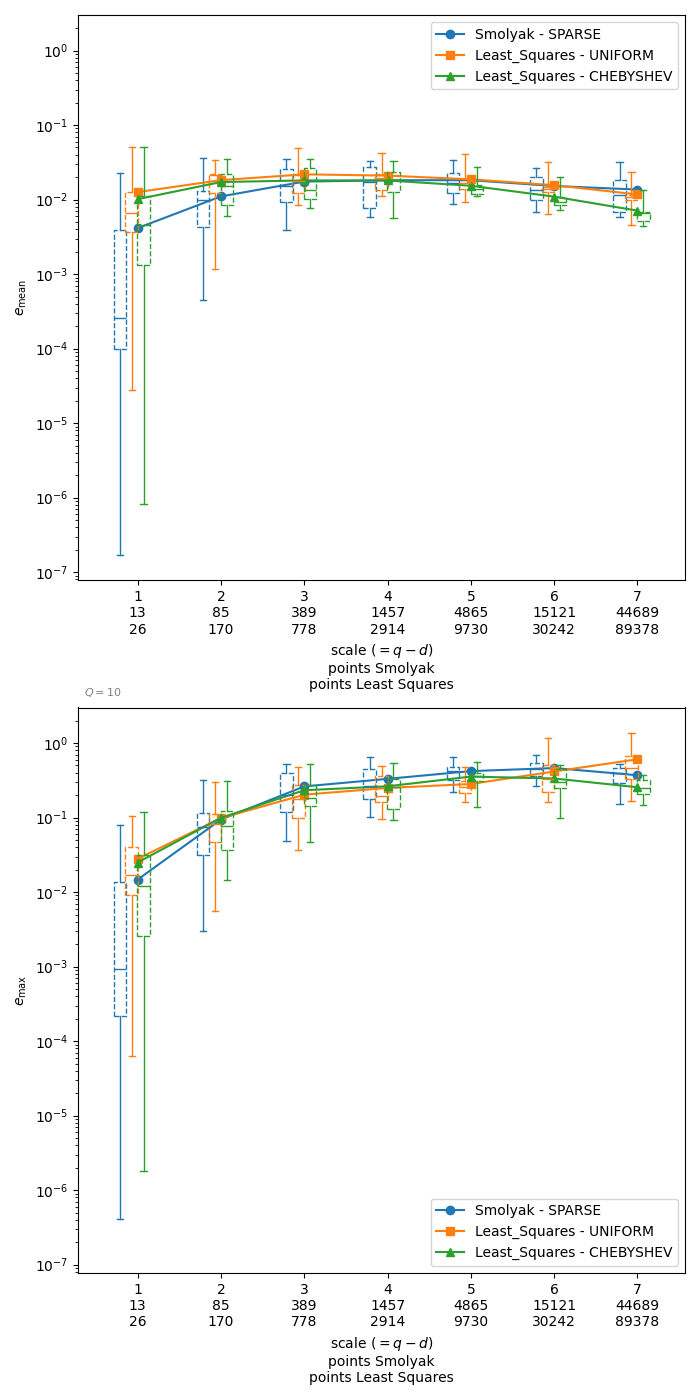 10⁰
10⁻¹
10⁻²
10⁻³
10⁻⁴
10⁻⁵
10⁻⁶
10⁻⁷
e_mean
Smolyak - SPARSE
Least_Squares - UNIFORM
Least_Squares - CHEBYSHEV
1 2 3 4 5 6 7
13 85 389 1457 4865 15121 44689
26 170 778 2914 9730 30242 89378
scale (= q − d)
points Smolyak
points Least Squares
Q = 10
10⁰
10⁻¹
10⁻²
10⁻³
10⁻⁴
10⁻⁵
10⁻⁶
10⁻⁷
e_max
Smolyak - SPARSE
Least_Squares - UNIFORM
Least_Squares - CHEBYSHEV
1 2 3 4 5 6 7
13 85 389 1457 4865 15121 44689
26 170 778 2914 9730 30242 89378
scale (= q − d)
points Smolyak
points Least Squares